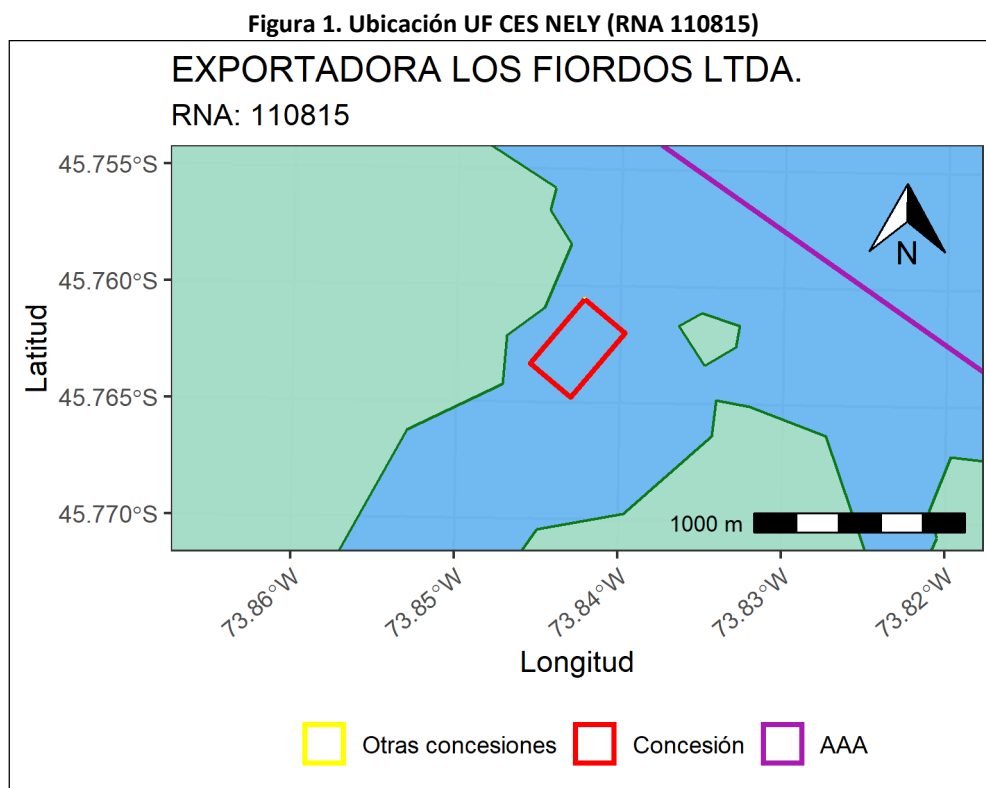 Figura 1. Ubicación UF CES NELY (RNA 110815)
EXPORTADORA LOS FIORDOS LTDA.
RNA: 110815
45.755°S
45.760°S
45.765°S
45.770°S
Latitud
N
1000 m
73.86°W
73.85°W
73.84°W
73.83°W
73.82°W
Longitud
Otras concesiones
Concesión
AAA